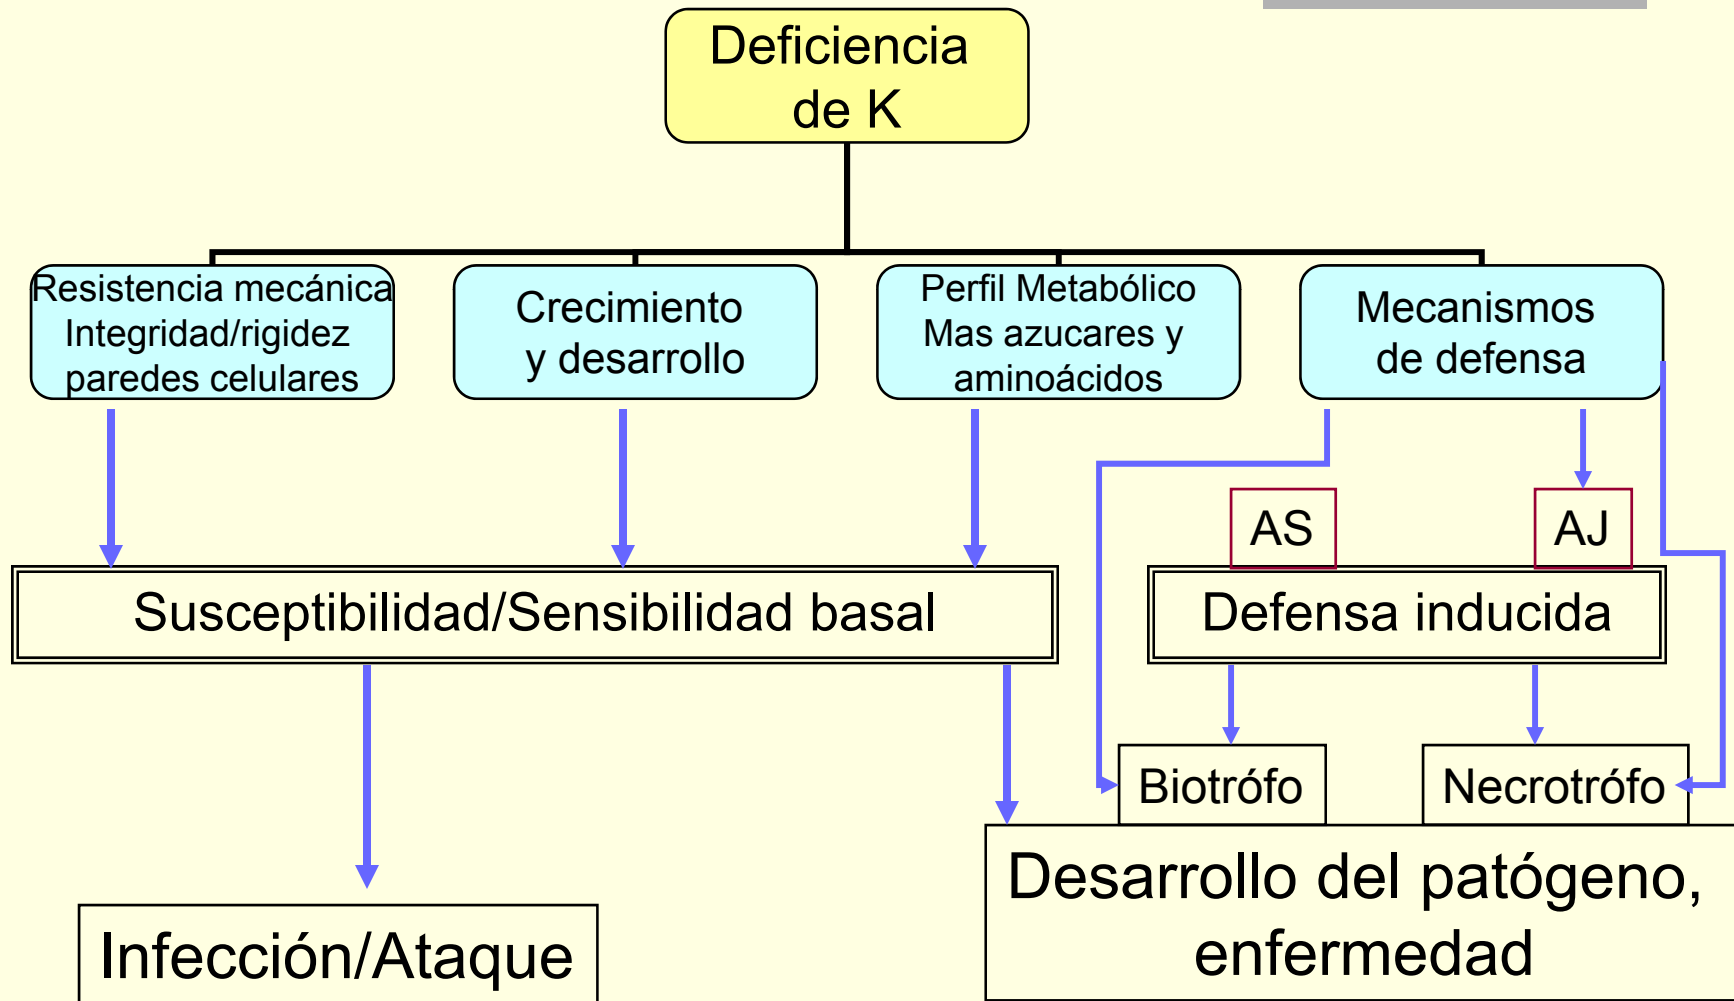 Deficiencia
de K
Resistencia mecánica
Integridad/rigidez
paredes celulares
Crecimiento
y desarrollo
Perfil Metabólico
Mas azucares y
aminoácidos
Mecanismos
de defensa
AS
AJ
Susceptibilidad/Sensibilidad basal
Defensa inducida
Biotrófo
Necrotrófo
Desarrollo del patógeno,
enfermedad
Infección/Ataque